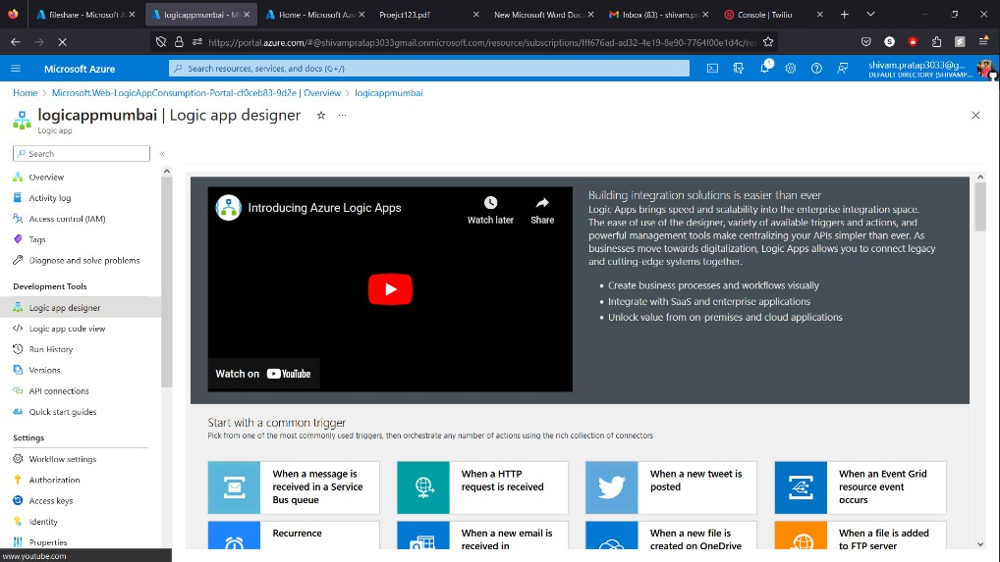 fileshare - Microsoft A
logicappmumbai - Mi
Home - Microsoft Azu
Proejct123.pdf
New Microsoft Word Doc
Inbox (83) - shivam.p
Console | Twilio
https://portal.azure.com/#@shivampratap3033gmail.onmicrosoft.com/resource/subscriptions/fff676ad-ad32-4e19-8e90-7764f00e1d4c/re
Microsoft Azure
Search resources, services, and docs (G+/)
1
shivam.pratap3033@g...
DEFAULT DIRECTORY (SHIVAMP...
Home > Microsoft.Web-LogicAppConsumption-Portal-cf0ceb83-9d2e | Overview > logicappmumbai
logicappmumbai | Logic app designer
Logic app
Search
Overview
Activity log
Access control (IAM)
Tags
Diagnose and solve problems
Development Tools
Logic app designer
Logic app code view
Run History
Versions
API connections
Quick start guides
Settings
Workflow settings
Authorization
Access keys
Identity
Properties
www.youtube.com
Introducing Azure Logic Apps
Watch later
Share
Watch on YouTube
Building integration solutions is easier than ever
Logic Apps brings speed and scalability into the enterprise integration space.
The ease of use of the designer, variety of available triggers and actions, and
powerful management tools make centralizing your APIs simpler than ever. As
businesses move towards digitalization, Logic Apps allows you to connect legacy
and cutting-edge systems together.
• Create business processes and workflows visually
• Integrate with SaaS and enterprise applications
• Unlock value from on-premises and cloud applications
Start with a common trigger
Pick from one of the most commonly used triggers, then orchestrate any number of actions using the rich collection of connectors
When a message is
received in a Service
Bus queue
When a HTTP
request is received
When a new tweet is
posted
When an Event Grid
resource event
occurs
Recurrence
When a new email is
received in
When a new file is
created on OneDrive
When a file is added
to FTP server